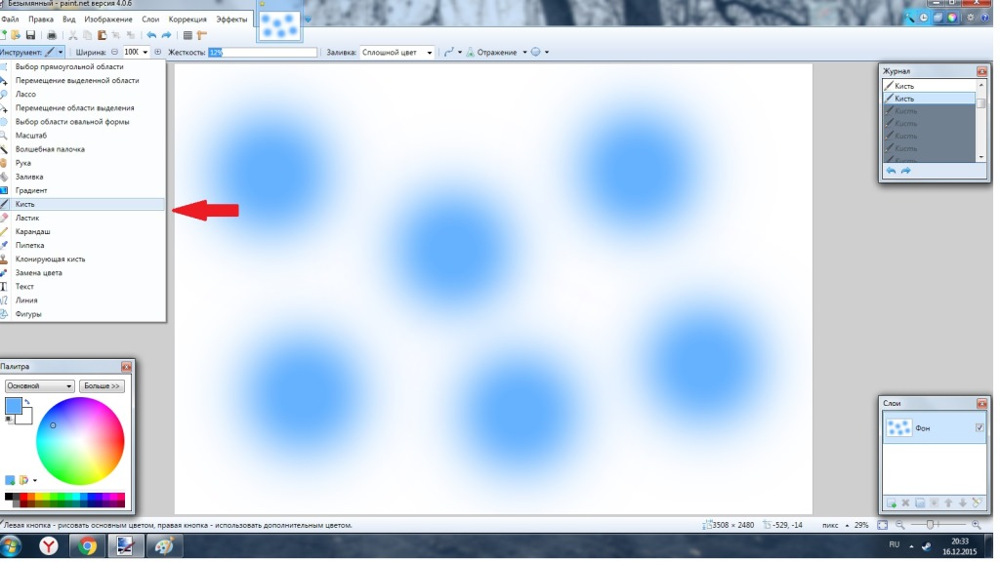 Безымянный - paint.net версия 4.0.6
Файл Правка Вид Изображение Слои Коррекция Эффекты
Инструмент: Ширина: 100 Жесткость: 12% Заливка: Сплошной цвет Отражение
Выбор прямоугольной области
Перемещение выделенной области
Лассо
Перемещение области выделения
Выбор области овальной формы
Масштаб
Волшебная палочка
Рука
Заливка
Градиент
Кисть
Ластик
Карандаш
Пипетка
Клонирующая кисть
Замена цвета
Текст
Линия
Фигуры
Журнал
Кисть
Кисть
Кисть
Кисть
Кисть
Кисть
Кисть
Палитра
Основной Больше >>
Слои
Фон
Левая кнопка - рисовать основным цветом, правая кнопка - использовать дополнительным цветом.
3508 × 2480 -529, -14 пикс 29%
RU 20:33
16.12.2015